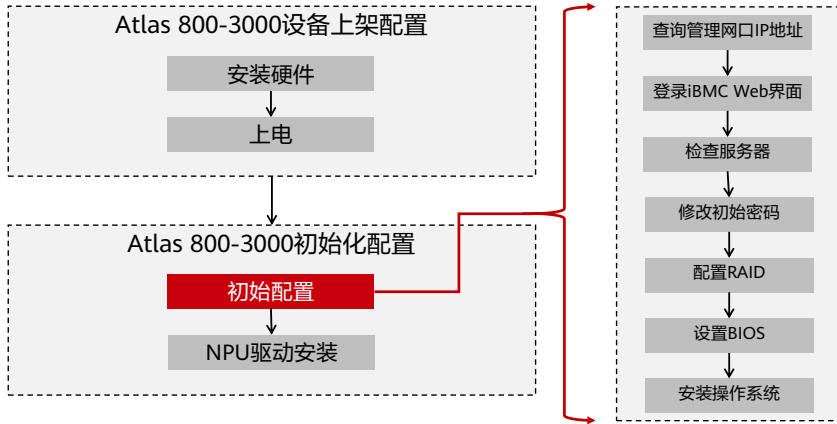 Atlas 800-3000设备上架配置
安装硬件
上电
Atlas 800-3000初始化配置
初始配置
NPU驱动安装
查询管理网口IP地址
登录iBMC Web界面
检查服务器
修改初始密码
配置RAID
设置BIOS
安装操作系统